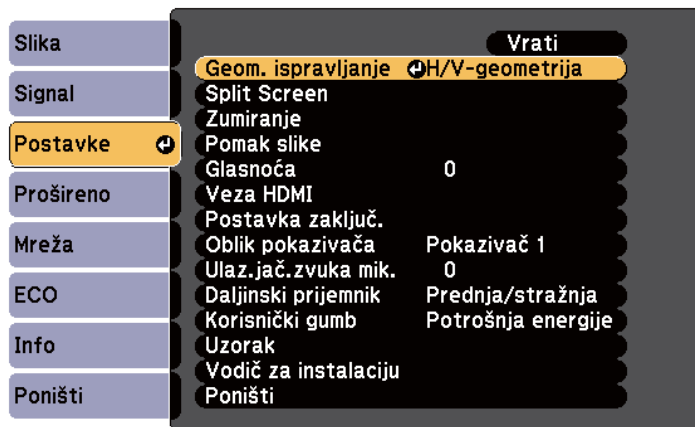 Slika
Signal
Postavke
Prošireno
Mreža
ECO
Info
Poništi
Vrati
Geom. ispravljanje H/V-geometrija
Split Screen
Zumiranje
Pomak slike
Glasnoća 0
Veza HDMI
Postavka zaključ.
Oblik pokazivača Pokazivač 1
Ulaz.jač.zvuka mik. 0
Daljinski prijemnik Prednja/stražnja
Korisnički gumb Potrošnja energije
Uzorak
Vodič za instalaciju
Poništi